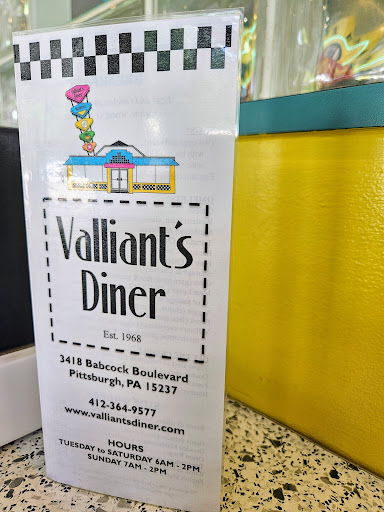 Valliant's
Diner
Est. 1968
3418 Babcock Boulevard
Pittsburgh, PA 15237
412-364-9577
www.valliantsdiner.com
HOURS
TUESDAY to SATURDAY 6AM - 2PM
SUNDAY 7AM - 2PM